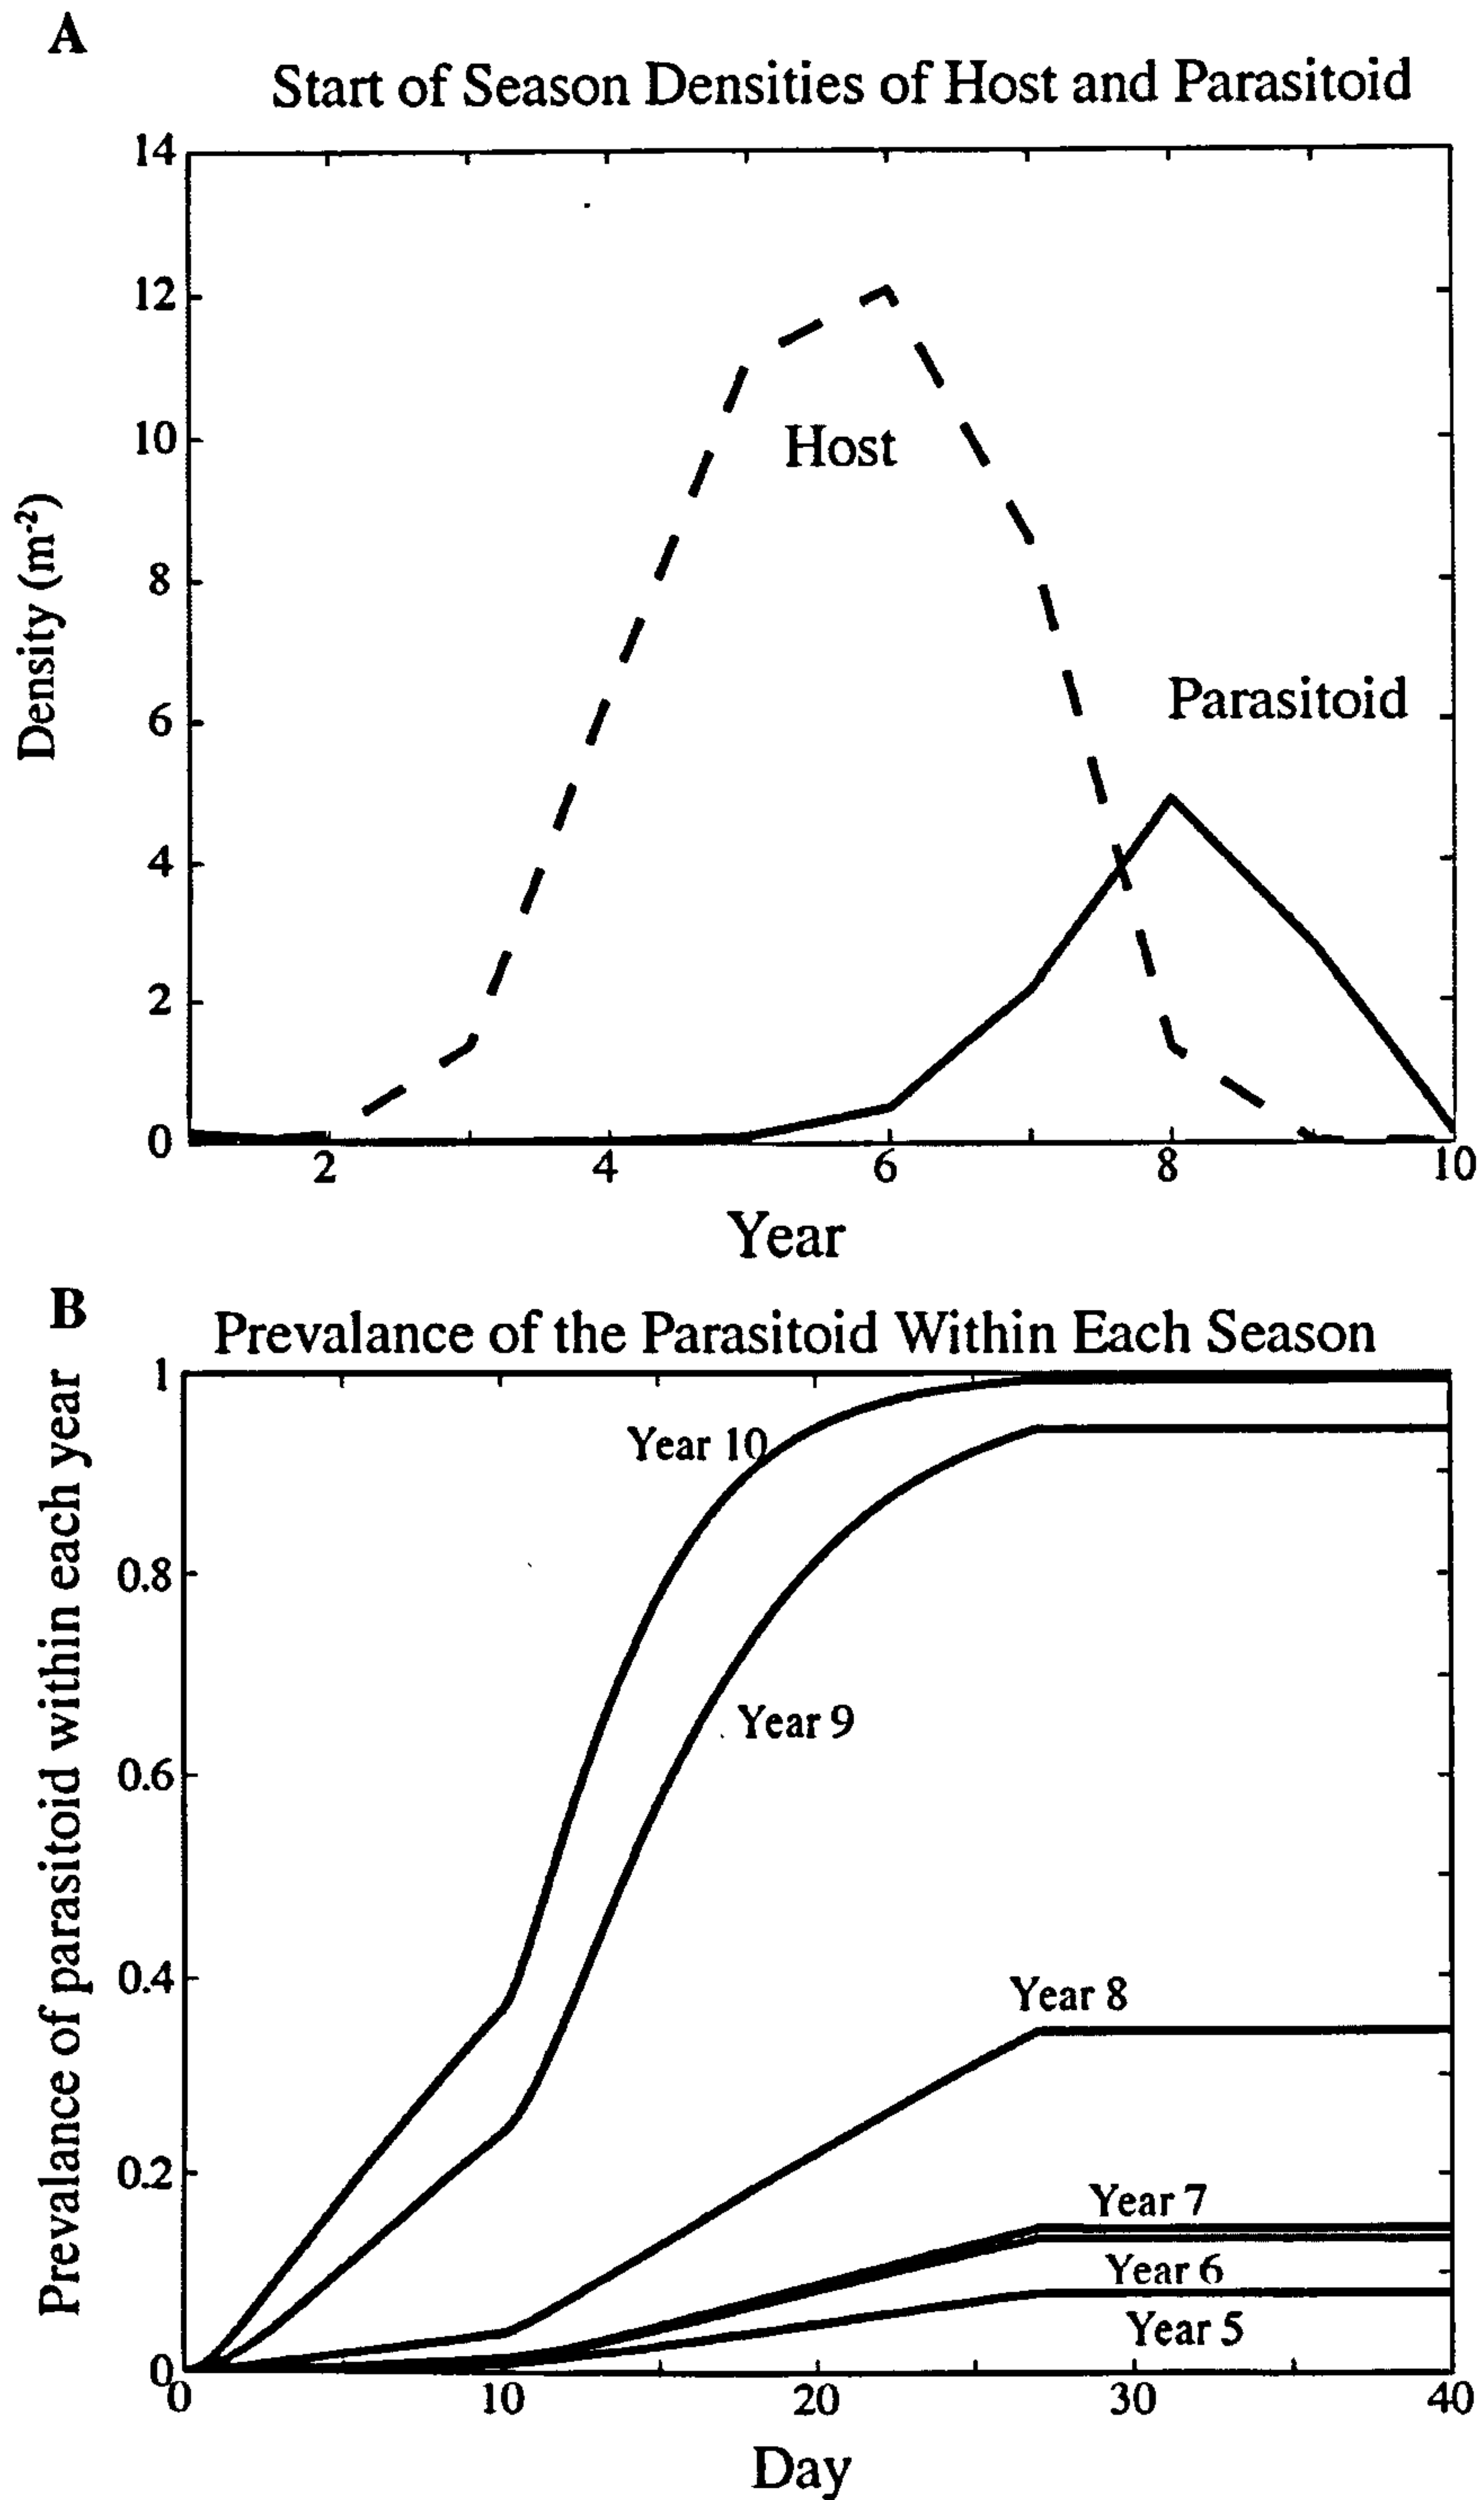 A
Start of Season Densities of Host and Parasitoid
14
12
10
8
6
4
2
0
Density (m-2)
Host
Parasitoid
2 4 6 8 10
Year
B
Prevalance of the Parasitoid Within Each Season
1
0.8
0.6
0.4
0.2
0
Prevalance of parasitoid within each year
Year 10
Year 9
Year 8
Year 7
Year 6
Year 5
0 10 20 30 40
Day